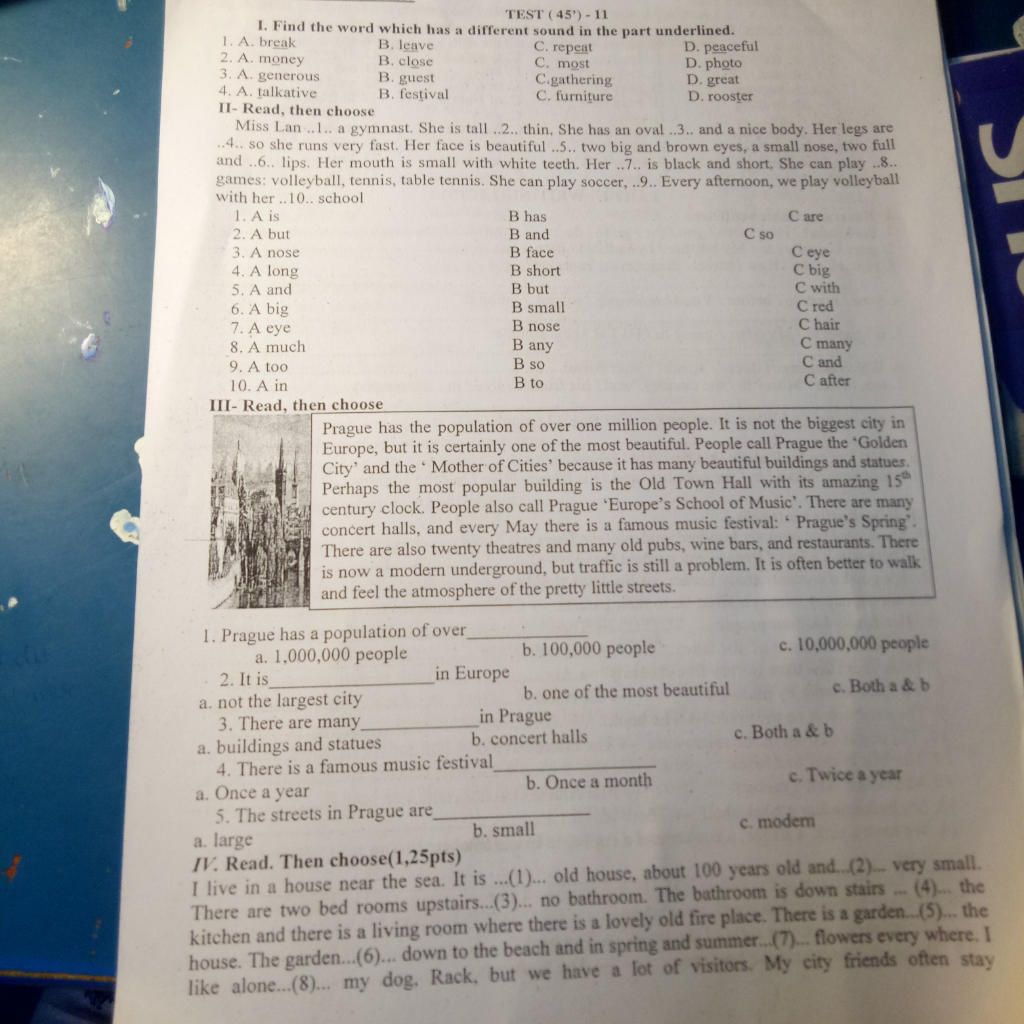 TEST ( 45’) - 11
I. Find the word which has a different sound in the part underlined.
1. A. break B. leave C. repeat D. peaceful
2. A. money B. close C. most D. photo
3. A. generous B. guest C.gathering D. great
4. A. talkative B. festival C. furniture D. rooster
II- Read, then choose
Miss Lan ..1.. a gymnast. She is tall ..2.. thin. She has an oval ..3.. and a nice body. Her legs are
..4.. so she runs very fast. Her face is beautiful ..5.. two big and brown eyes, a small nose, two full
and ..6.. lips. Her mouth is small with white teeth. Her ..7.. is black and short. She can play ..8..
games: volleyball, tennis, table tennis. She can play soccer, ..9.. Every afternoon, we play volleyball
with her ..10.. school
1. A is B has C are
2. A but B and C so
3. A nose B face C eye
4. A long B short C big
5. A and B but C with
6. A big B small C red
7. A eye B nose C hair
8. A much B any C many
9. A too B so C and
10. A in B to C after
III- Read, then choose
Prague has the population of over one million people. It is not the biggest city in
Europe, but it is certainly one of the most beautiful. People call Prague the ‘Golden
City’ and the ‘ Mother of Cities’ because it has many beautiful buildings and statues.
Perhaps the most popular building is the Old Town Hall with its amazing 15th
century clock. People also call Prague ‘Europe’s School of Music’. There are many
concert halls, and every May there is a famous music festival: ‘ Prague’s Spring’.
There are also twenty theatres and many old pubs, wine bars, and restaurants. There
is now a modern underground, but traffic is still a problem. It is often better to walk
and feel the atmosphere of the pretty little streets.
1. Prague has a population of over____________
a. 1,000,000 people b. 100,000 people c. 10,000,000 people
2. It is________________in Europe
a. not the largest city b. one of the most beautiful c. Both a & b
3. There are many____________in Prague
a. buildings and statues b. concert halls c. Both a & b
4. There is a famous music festival________________
a. Once a year b. Once a month c. Twice a year
5. The streets in Prague are________________
a. large b. small c. modern
IV. Read. Then choose(1,25pts)
I live in a house near the sea. It is ...(1)... old house, about 100 years old and...(2)... very small.
There are two bed rooms upstairs...(3)... no bathroom. The bathroom is down stairs ... (4)... the
kitchen and there is a living room where there is a lovely old fire place. There is a garden...(5)... the
house. The garden...(6)... down to the beach and in spring and summer...(7)... flowers every where. I
like alone...(8)... my dog, Rack, but we have a lot of visitors. My city friends often stay